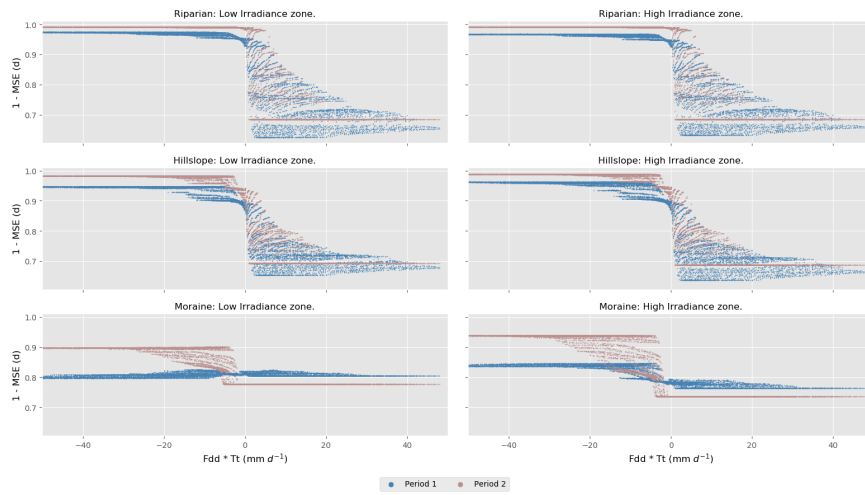 Riparian: Low Irradiance zone.
Riparian: High Irradiance zone.
1.0
0.9
0.8
0.7
1 - MSE (d)
Hillslope: Low Irradiance zone.
Hillslope: High Irradiance zone.
1.0
0.9
0.8
0.7
1 - MSE (d)
Moraine: Low Irradiance zone.
Moraine: High Irradiance zone.
1.0
0.9
0.8
0.7
1 - MSE (d)
−40 −20 0 20 40
−40 −20 0 20 40
Fdd * Tt (mm d⁻¹)
Fdd * Tt (mm d⁻¹)
Period 1 Period 2